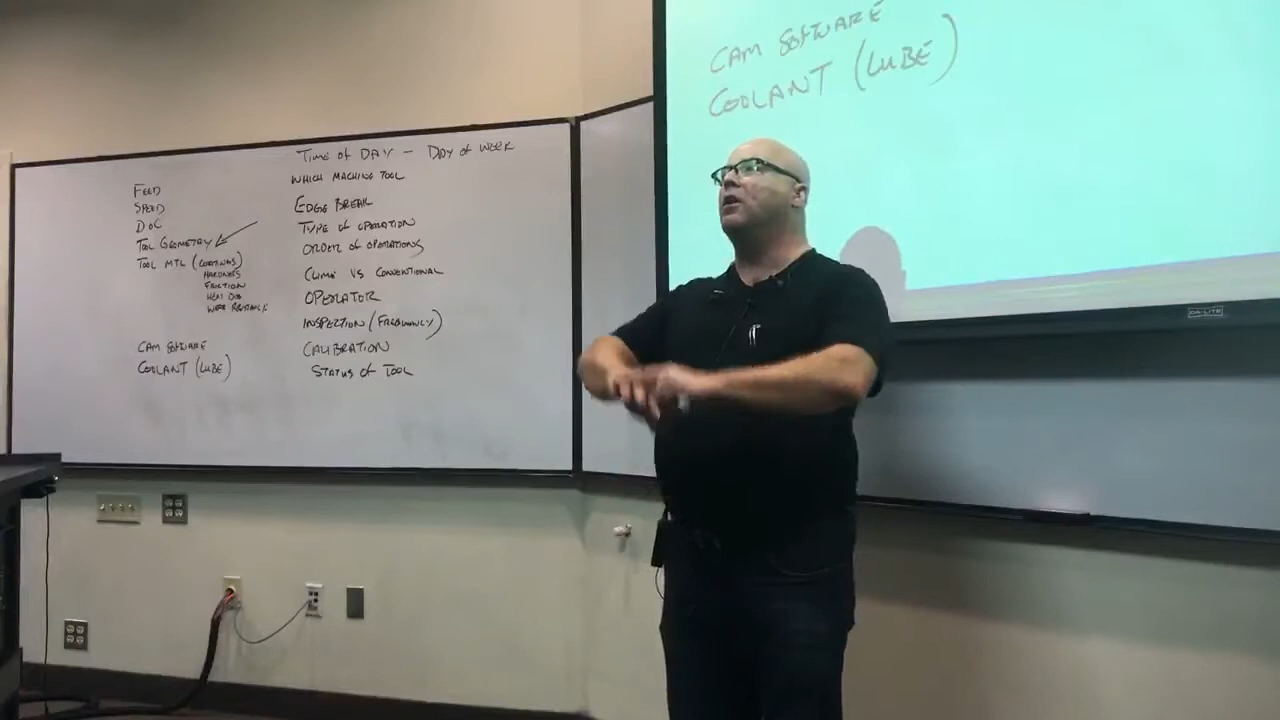 TIME OF DAY - DAY OF WEEK
WHICH MACHINING TOOL
EDGE BREAK
TYPE OF OPERATION
ORDER OF OPERATIONS
CLIMB VS CONVENTIONAL
OPERATOR
INSPECTION (FREQUENCY)
CALIBRATION
STATUS OF TOOL
FEED
SPEED
DOC
TOOL GEOMETRY
TOOL MTL (COATINGS)
HARDNESS
FRICTION
HEAT
WEAR RESISTANCE
CAM SOFTWARE
COOLANT (LUBE)
CAM SOFTWARE
COOLANT (LUBE)
DA-LITE